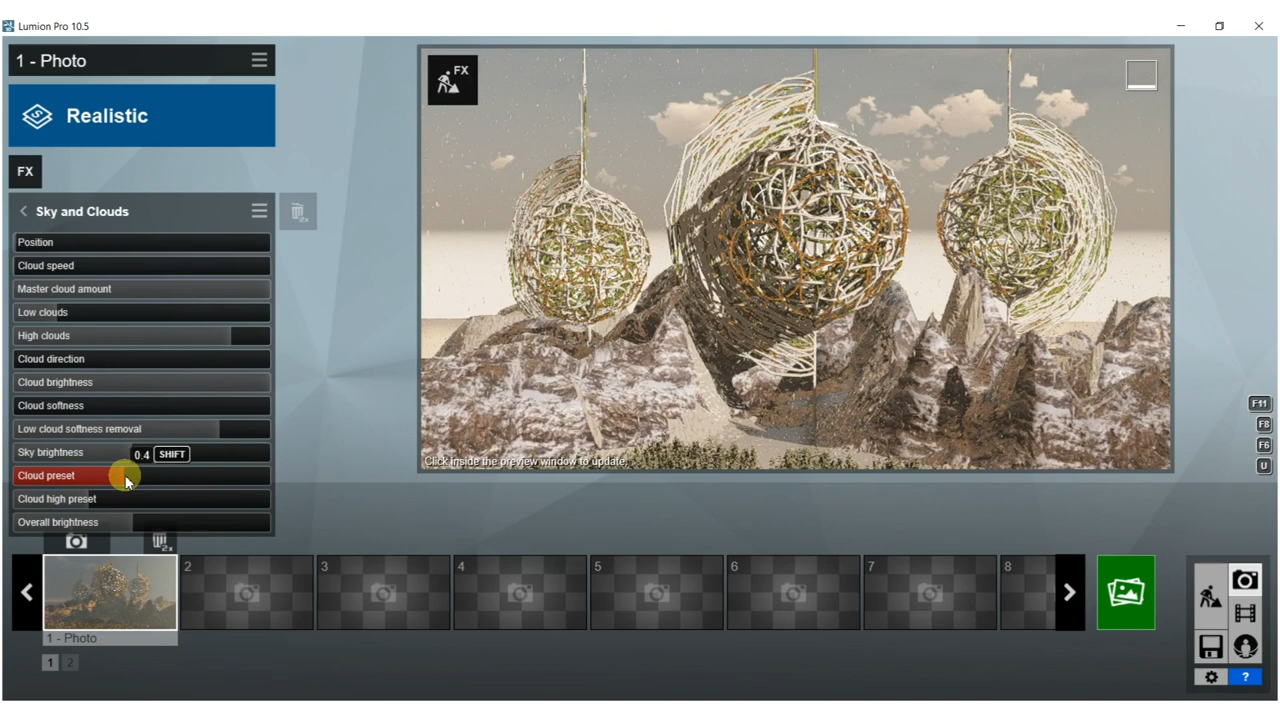 Lumion Pro 10.5
1 - Photo
Realistic
FX
FX
Sky and Clouds
2x
Position
Cloud speed
Master cloud amount
Low clouds
High clouds
Cloud direction
Cloud brightness
Cloud softness
Low cloud softness removal
Sky brightness
0.4 SHIFT
Cloud preset
Cloud high preset
Overall brightness
Click inside the preview window to update.
F11
F8
F6
U
2x
2
3
4
5
6
7
8
1 - Photo
1 2
?